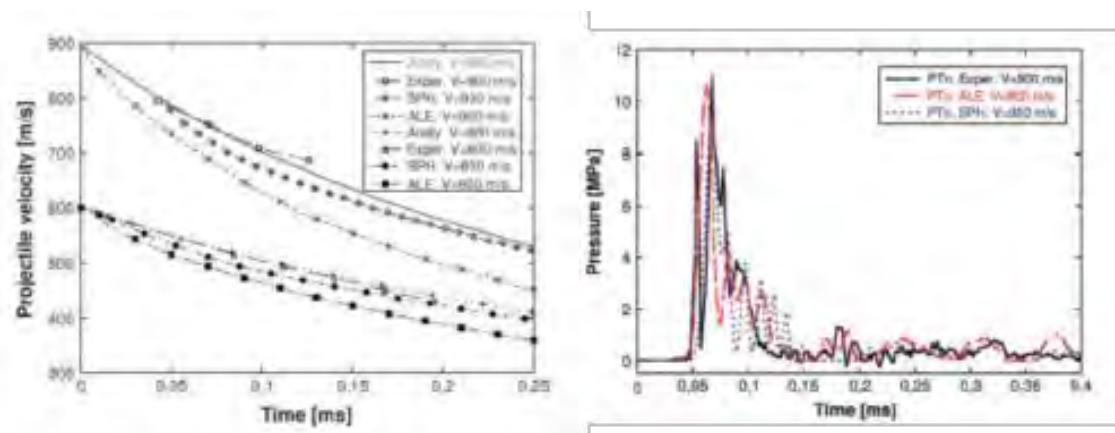 900
800
700
600
500
400
300
0
0,05
0,1
0,15
0,2
0,25
Projectile velocity [m/s]
Time [ms]
Exper. V=900 m/s
SPH. V=900 m/s
ALE. V=900 m/s
Analy. V=600 m/s
Exper. V=600 m/s
SPH. V=600 m/s
ALE. V=600 m/s
12
10
8
6
4
2
0
0
0,05
0,1
0,15
0,2
0,25
0,3
0,35
0,4
Pressure [MPa]
Time [ms]
PTn. Exper. V=900 m/s
PTn. ALE. V=900 m/s
PTn. SPH. V=900 m/s